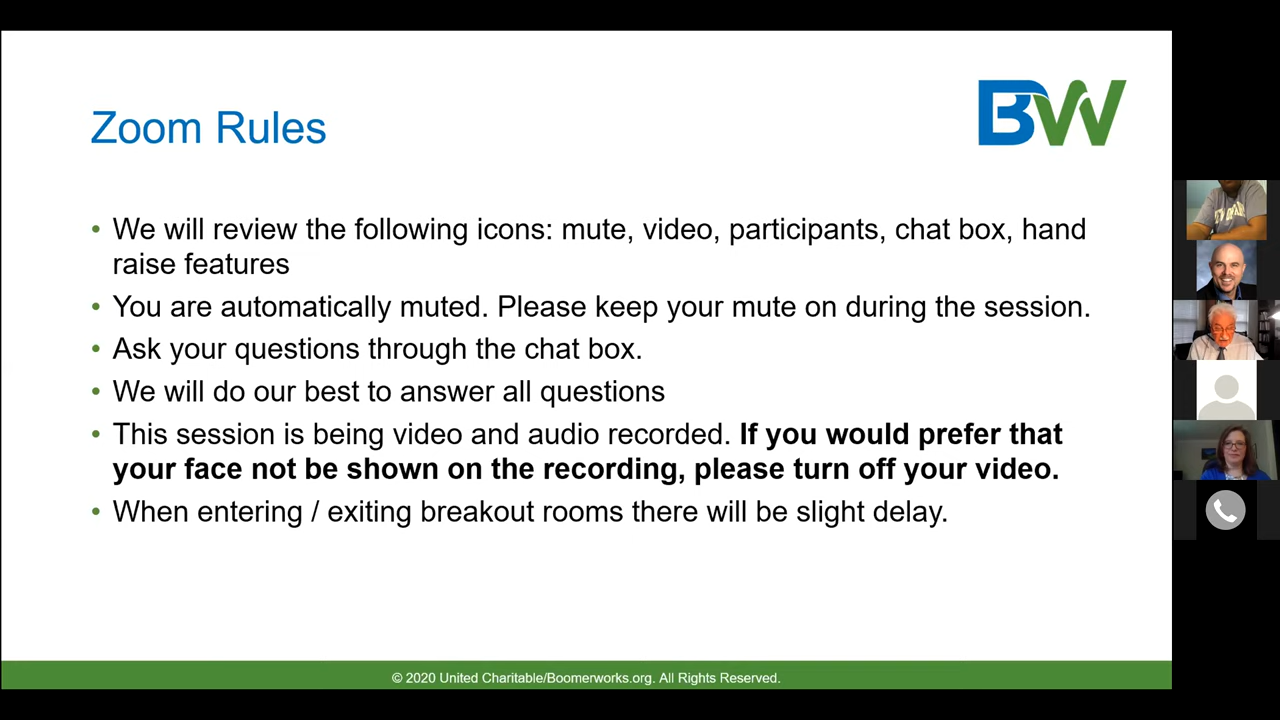 BW
Zoom Rules
• We will review the following icons: mute, video, participants, chat box, hand
raise features
• You are automatically muted. Please keep your mute on during the session.
• Ask your questions through the chat box.
• We will do our best to answer all questions
• This session is being video and audio recorded. If you would prefer that
your face not be shown on the recording, please turn off your video.
• When entering / exiting breakout rooms there will be slight delay.
© 2020 United Charitable/Boomerworks.org. All Rights Reserved.